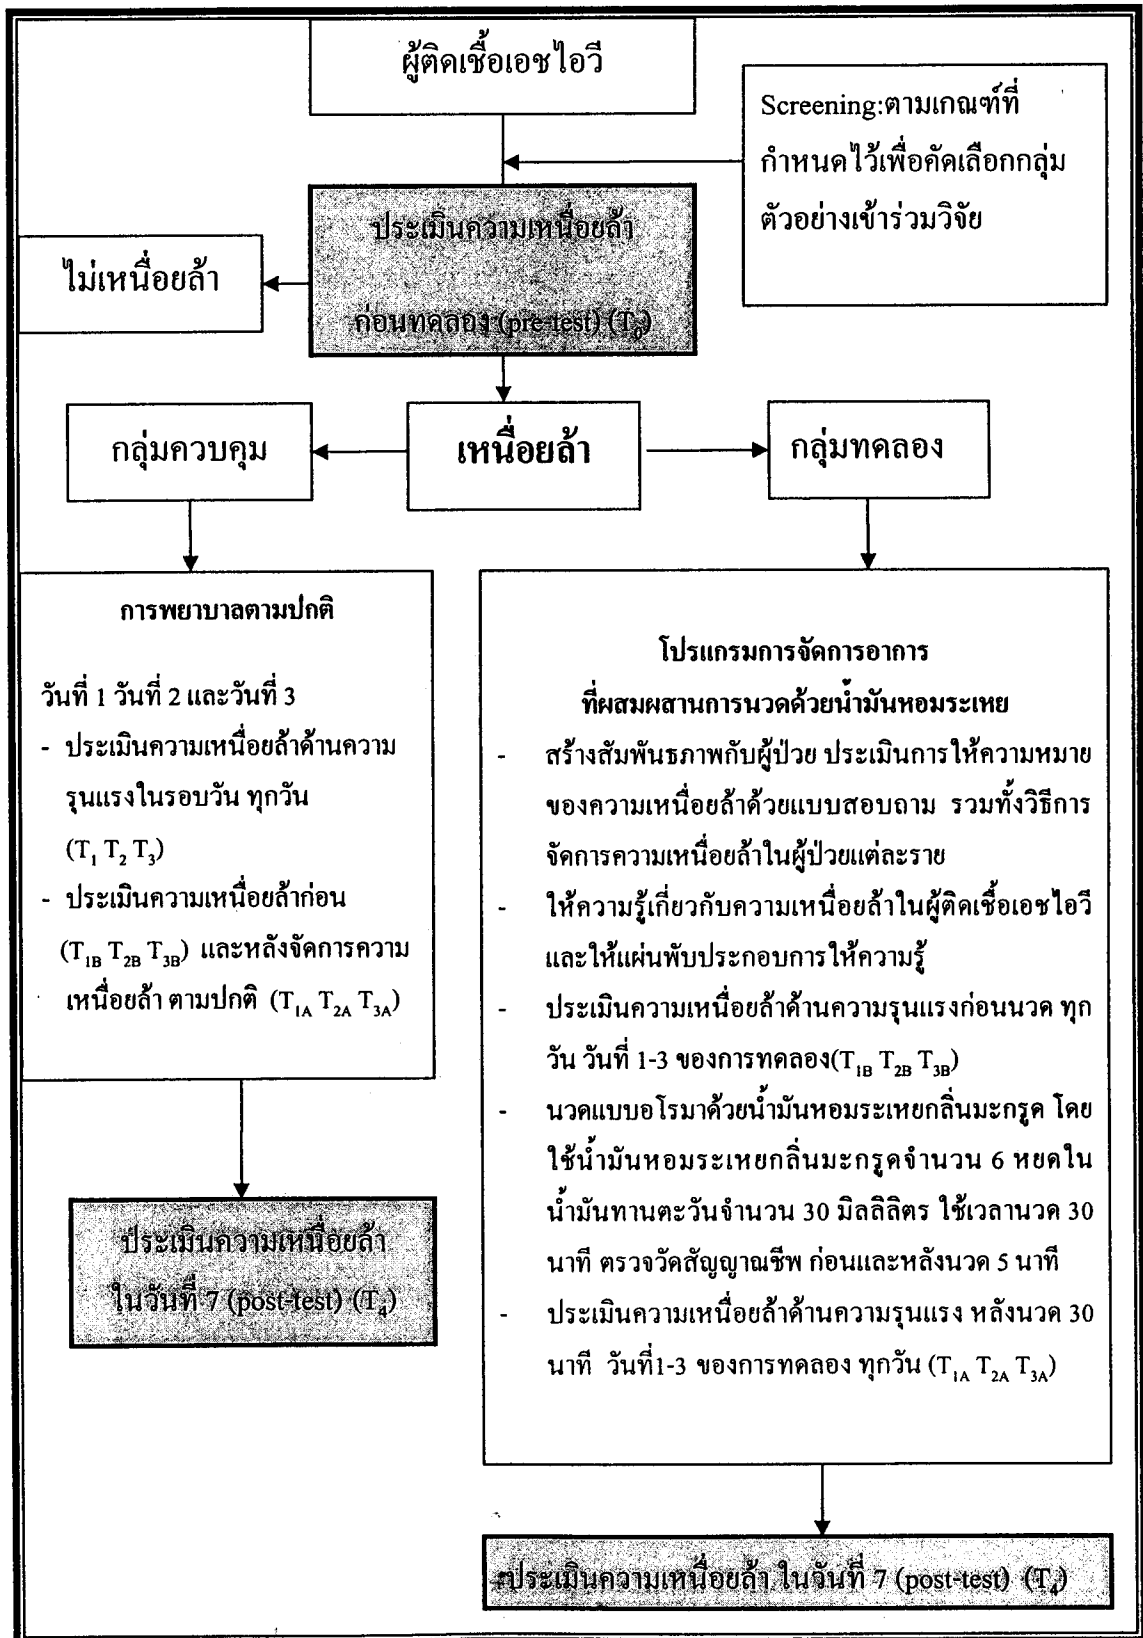 ผู้ติดเชื้อเอชไอวี
Screening:ตามเกณฑ์ที่
กำหนดไว้เพื่อคัดเลือกกลุ่ม
ตัวอย่างเข้าร่วมวิจัย
ประเมินความเหนื่อยล้า
ก่อนทดลอง (pre-test) (T₀)
ไม่เหนื่อยล้า
กลุ่มควบคุม
เหนื่อยล้า
กลุ่มทดลอง
การพยาบาลตามปกติ
วันที่ 1 วันที่ 2 และวันที่ 3
- ประเมินความเหนื่อยล้าด้านความ
รุนแรงในรอบวัน ทุกวัน
(T₁ T₂ T₃)
- ประเมินความเหนื่อยล้าก่อน
(T1B T2B T3B) และหลังจัดการความ
เหนื่อยล้า ตามปกติ (T1A T2A T3A)
ประเมินความเหนื่อยล้า
ในวันที่ 7 (post-test) (T₄)
โปรแกรมการจัดการอาการ
ที่ผสมผสานการนวดด้วยน้ำมันหอมระเหย
- สร้างสัมพันธภาพกับผู้ป่วย ประเมินการให้ความหมาย
ของความเหนื่อยล้าด้วยแบบสอบถาม รวมทั้งวิธีการ
จัดการความเหนื่อยล้าในผู้ป่วยแต่ละราย
- ให้ความรู้เกี่ยวกับความเหนื่อยล้าในผู้ติดเชื้อเอชไอวี
และให้แผ่นพับประกอบการให้ความรู้
- ประเมินความเหนื่อยล้าด้านความรุนแรงก่อนนวด ทุก
วัน วันที่ 1-3 ของการทดลอง(T1B T2B T3B)
- นวดแบบอโรมาด้วยน้ำมันหอมระเหยกลิ่นมะกรูด โดย
ใช้น้ำมันหอมระเหยกลิ่นมะกรูดจำนวน 6 หยดใน
น้ำมันทานตะวันจำนวน 30 มิลลิลิตร ใช้เวลานวด 30
นาที ตรวจวัดสัญญาณชีพ ก่อนและหลังนวด 5 นาที
- ประเมินความเหนื่อยล้าด้านความรุนแรง หลังนวด 30
นาที วันที่1-3 ของการทดลอง ทุกวัน (T1A T2A T3A)
ประเมินความเหนื่อยล้า ในวันที่ 7 (post-test) (T₄)